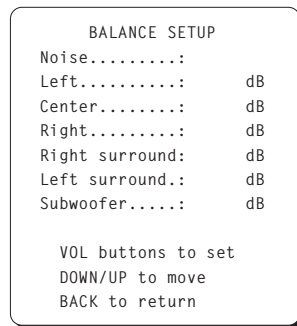 BALANCE SETUP
Noise.........:
Left..........: dB
Center........: dB
Right.........: dB
Right surround: dB
Left surround.: dB
Subwoofer.....: dB
VOL buttons to set
DOWN/UP to move
BACK to return